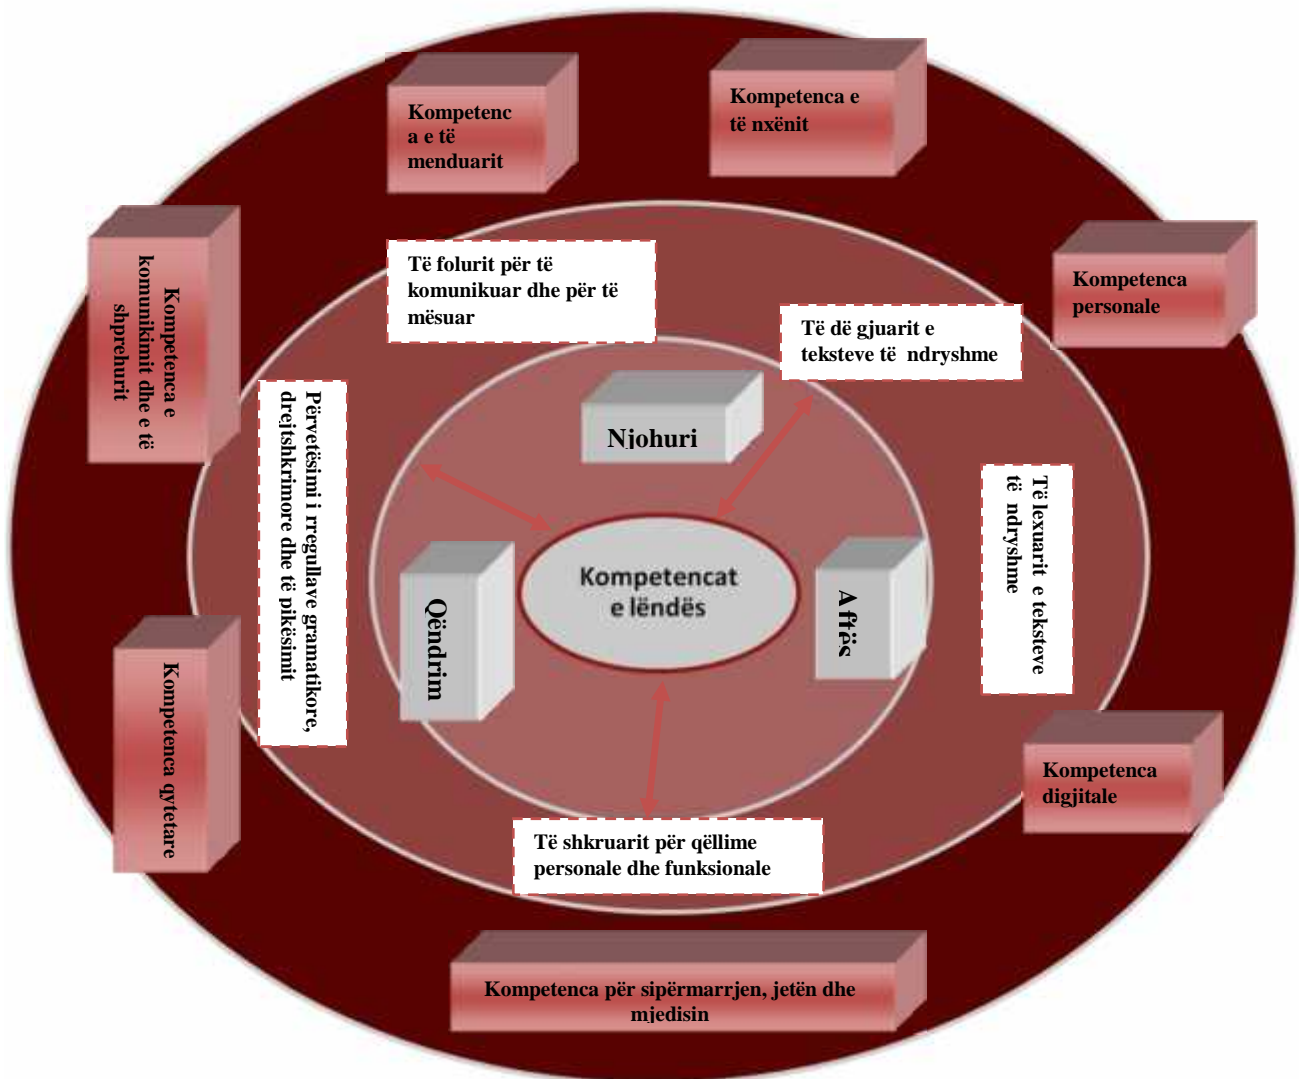 Kompetenc
a e të
menduarit
Kompetenca e
të nxënit
Kompetenca e
komunikimit dhe e të
shprehurit
Kompetenca
personale
Të folurit për të
komunikuar dhe për të
mësuar
Të dë gjuarit e
teksteve të ndryshme
Njohuri
Përvetësimi i rregullave gramatikore,
drejtshkrimore dhe të pikësimit
Të lexuarit e teksteve
të ndryshme
Kompetencat
e lëndës
Qëndrim
Aftës
Kompetenca qytetare
Kompetenca
digjitale
Të shkruarit për qëllime
personale dhe funksionale
Kompetenca për sipërmarrjen, jetën dhe
mjedisin